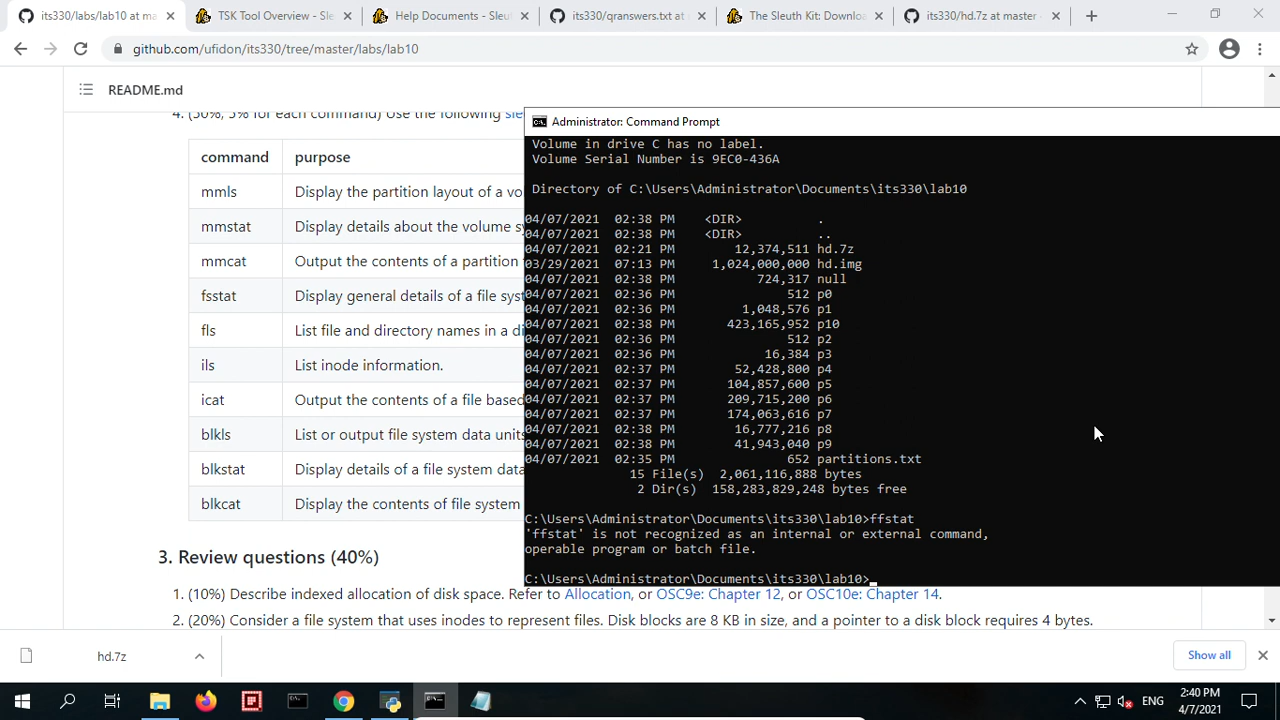 its330/labs/lab10 at ma
TSK Tool Overview - Sle
Help Documents - Sleut
its330/qranswers.txt at
The Sleuth Kit: Downloa
its330/hd.7z at master
github.com/ufidon/its330/tree/master/labs/lab10
README.md
4. (50%, 5% for each command) Use the following sle
command purpose
mmls Display the partition layout of a vo
mmstat Display details about the volume sy
mmcat Output the contents of a partition
fsstat Display general details of a file syst
fls List file and directory names in a di
ils List inode information.
icat Output the contents of a file based
blkls List or output file system data units
blkstat Display details of a file system data
blkcat Display the contents of file system
3. Review questions (40%)
1. (10%) Describe indexed allocation of disk space. Refer to Allocation, or OSC9e: Chapter 12, or OSC10e: Chapter 14.
2. (20%) Consider a file system that uses inodes to represent files. Disk blocks are 8 KB in size, and a pointer to a disk block requires 4 bytes.
Administrator: Command Prompt
Volume in drive C has no label.
Volume Serial Number is 9EC0-436A
Directory of C:\Users\Administrator\Documents\its330\lab10
04/07/2021 02:38 PM <DIR> .
04/07/2021 02:38 PM <DIR> ..
04/07/2021 02:21 PM 12,374,511 hd.7z
03/29/2021 07:13 PM 1,024,000,000 hd.img
04/07/2021 02:38 PM 724,317 null
04/07/2021 02:36 PM 512 p0
04/07/2021 02:36 PM 1,048,576 p1
04/07/2021 02:38 PM 423,165,952 p10
04/07/2021 02:36 PM 512 p2
04/07/2021 02:36 PM 16,384 p3
04/07/2021 02:37 PM 52,428,800 p4
04/07/2021 02:37 PM 104,857,600 p5
04/07/2021 02:37 PM 209,715,200 p6
04/07/2021 02:37 PM 174,063,616 p7
04/07/2021 02:38 PM 16,777,216 p8
04/07/2021 02:38 PM 41,943,040 p9
04/07/2021 02:35 PM 652 partitions.txt
15 File(s) 2,061,116,888 bytes
2 Dir(s) 158,283,829,248 bytes free
C:\Users\Administrator\Documents\its330\lab10>ffstat
'ffstat' is not recognized as an internal or external command,
operable program or batch file.
C:\Users\Administrator\Documents\its330\lab10>
hd.7z
Show all
ENG
2:40 PM
4/7/2021